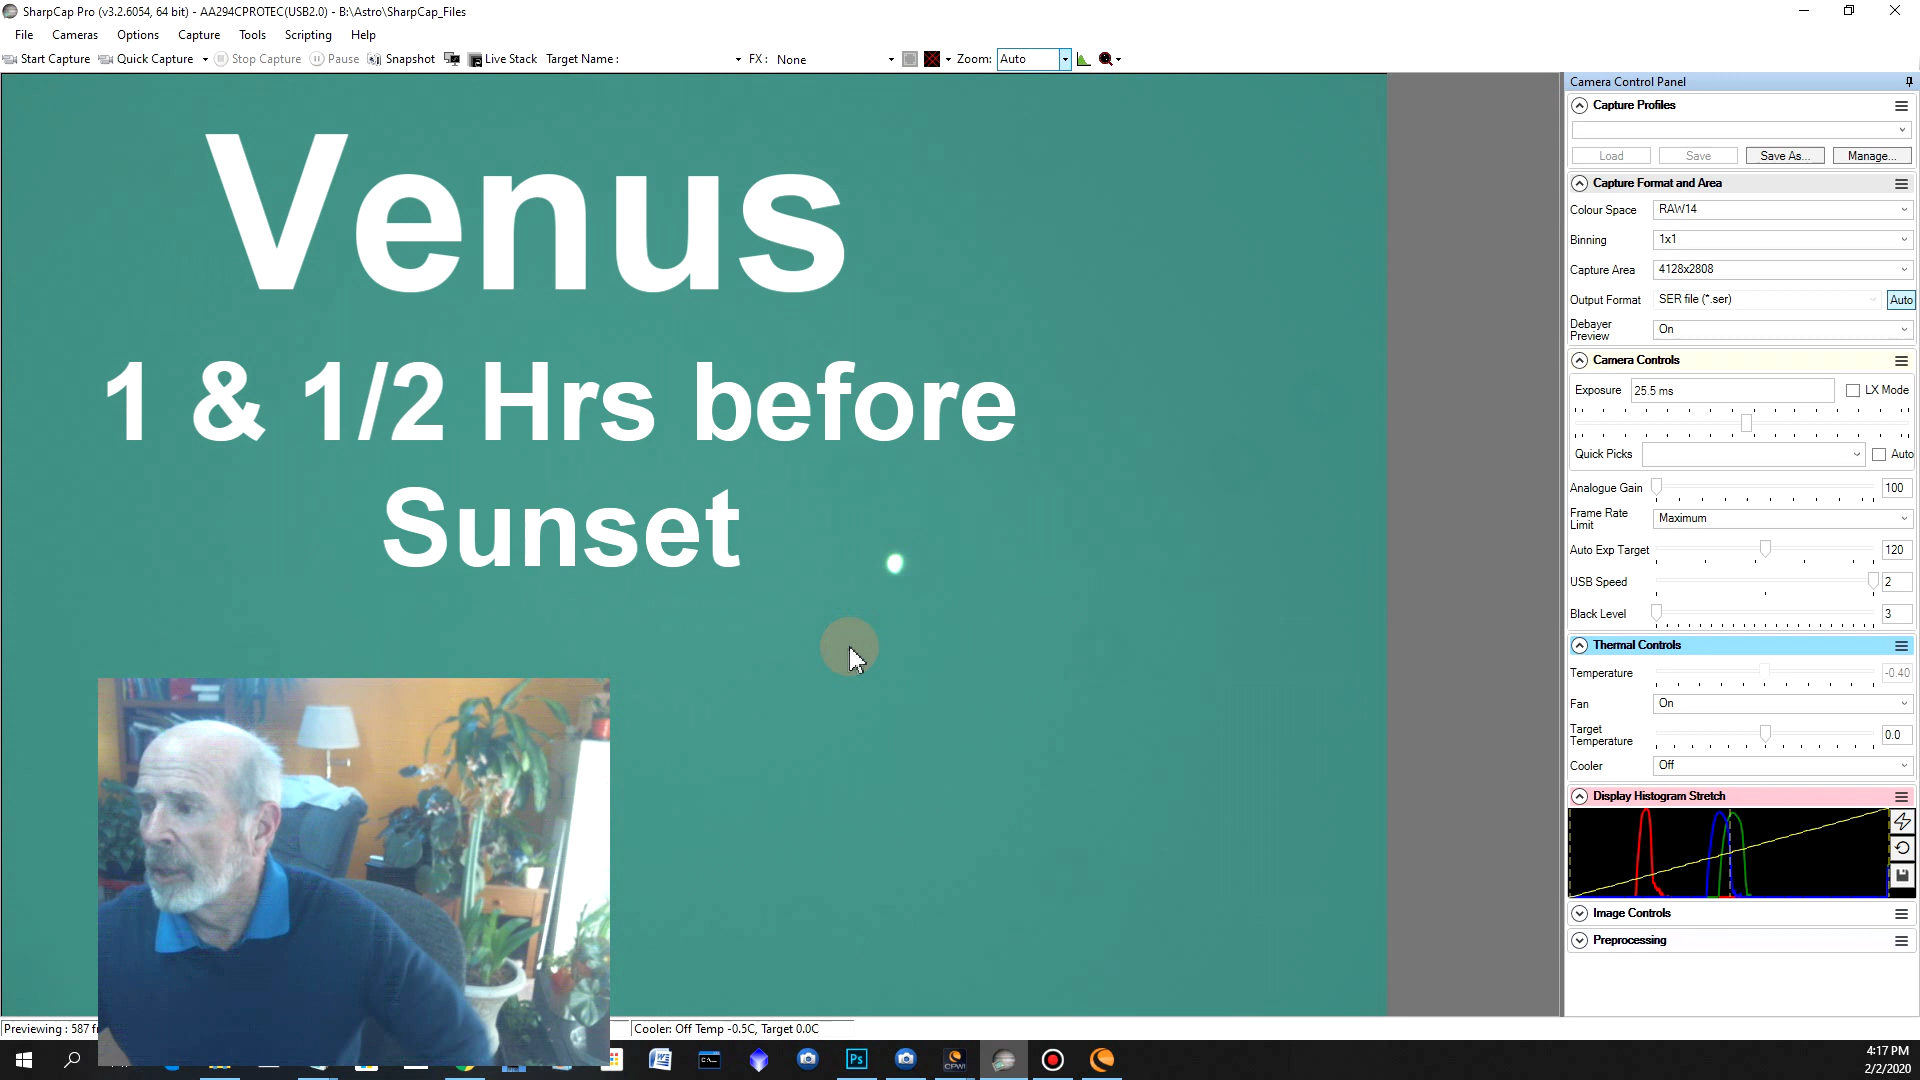 SharpCap Pro (v3.2.6054, 64 bit) - AA294CPROTEC(USB2.0) - B:\Astro\SharpCap_Files
File Cameras Options Capture Tools Scripting Help
Start Capture Quick Capture Stop Capture Pause Snapshot Live Stack Target Name : FX : None Zoom: Auto
Venus
1 & 1/2 Hrs before
Sunset
Camera Control Panel
Capture Profiles
Load Save Save As... Manage...
Capture Format and Area
Colour Space RAW14
Binning 1x1
Capture Area 4128x2808
Output Format SER file (*.ser) Auto
Debayer
Preview On
Camera Controls
Exposure 25.5 ms LX Mode
Quick Picks Auto
Analogue Gain 100
Frame Rate
Limit Maximum
Auto Exp Target 120
USB Speed 2
Black Level 3
Thermal Controls
Temperature -0.40
Fan On
Target
Temperature 0.0
Cooler Off
Display Histogram Stretch
Image Controls
Preprocessing
Previewing : 587 Cooler: Off Temp -0.5C, Target 0.0C
Ps CPWI
4:17 PM
2/2/2020